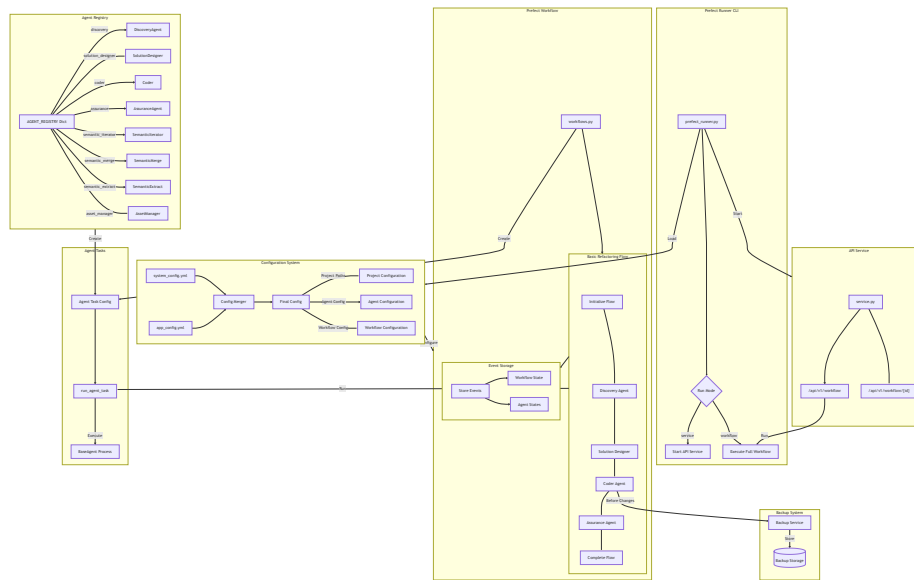 Agent Registry
Prefect Workflow
Prefect Runner CLI
discovery
DiscoveryAgent
solution_designer
SolutionDesigner
coder
Coder
assurance
AssuranceAgent
AGENT_REGISTRY Dict
semantic_iterator
SemanticIterator
semantic_merge
SemanticMerge
semantic_extract
SemanticExtract
asset_manager
AssetManager
workflows.py
prefect_runner.py
Start
Create
Create
Load
Agent Tasks
Agent Task Config
run_agent_task
Execute
BaseAgent Process
Configuration System
system_config.yml
app_config.yml
Config Merger
Final Config
Project Paths
Project Configuration
Agent Config
Agent Configuration
Workflow Config
Workflow Configuration
Event Storage
Store Events
Workflow State
Agent States
Basic Refactoring Flow
Initialize Flow
Discovery Agent
Solution Designer
Coder Agent
Before Changes
Assurance Agent
Complete Flow
Run Mode
service
workflow
Start API Service
Execute Full Workflow
Run
API Service
service.py
/api/v1/workflow
/api/v1/workflow/{id}
Backup System
Backup Service
Store
Backup Storage